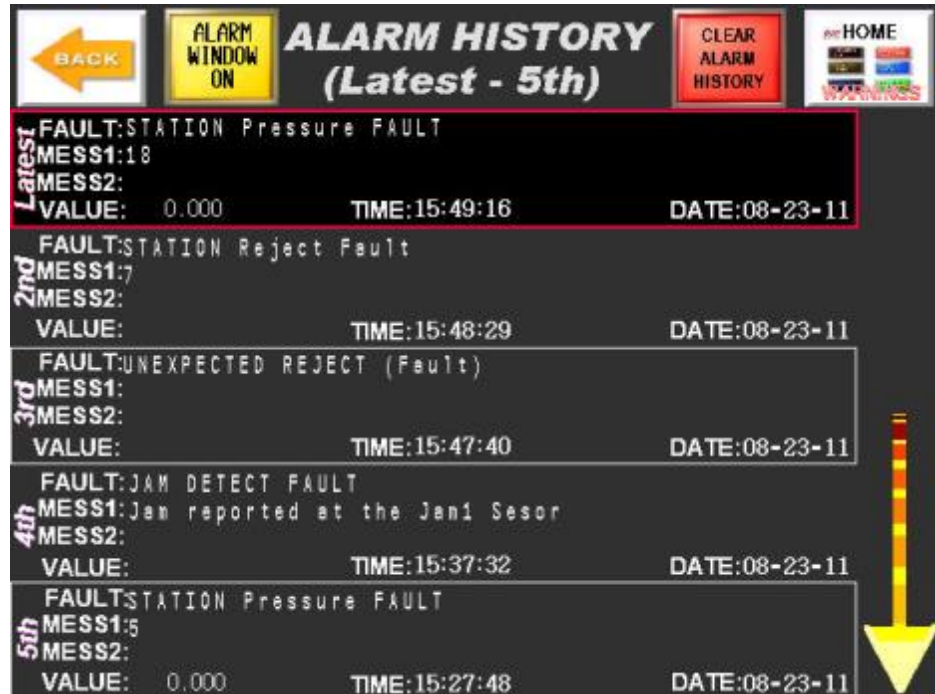 BACK
ALARM
WINDOW
ON
ALARM HISTORY
(Latest - 5th)
CLEAR
ALARM
HISTORY
HOME
WARNINGS
Latest
FAULT:STATION Pressure FAULT
MESS1:18
MESS2:
VALUE: 0.000 TIME:15:49:16 DATE:08-23-11
2nd
FAULT:STATION Reject Fault
MESS1:7
MESS2:
VALUE: TIME:15:48:29 DATE:08-23-11
3rd
FAULT:UNEXPECTED REJECT (Fault)
MESS1:
MESS2:
VALUE: TIME:15:47:40 DATE:08-23-11
4th
FAULT:JAM DETECT FAULT
MESS1:Jam reported at the Jam1 Sesor
MESS2:
VALUE: TIME:15:37:32 DATE:08-23-11
5th
FAULT:STATION Pressure FAULT
MESS1:5
MESS2:
VALUE: 0.000 TIME:15:27:48 DATE:08-23-11